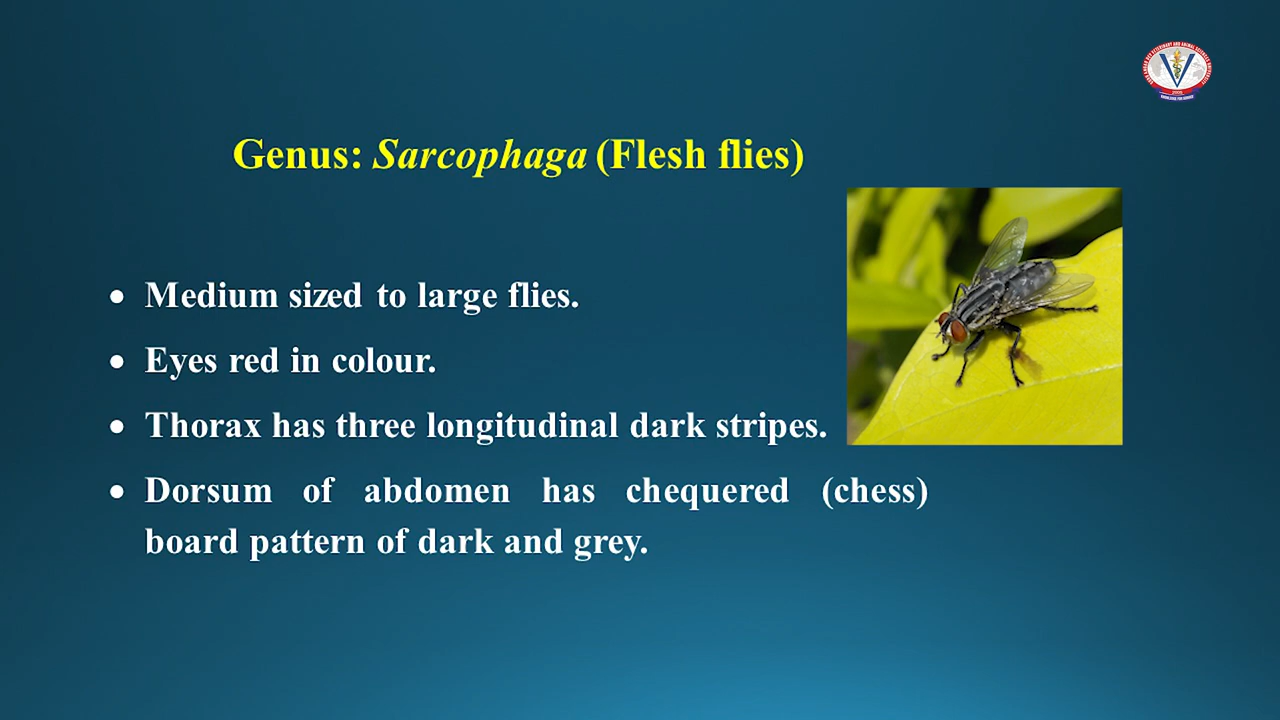 Genus: Sarcophaga (Flesh flies)
• Medium sized to large flies.
• Eyes red in colour.
• Thorax has three longitudinal dark stripes.
• Dorsum of abdomen has chequered (chess)
board pattern of dark and grey.